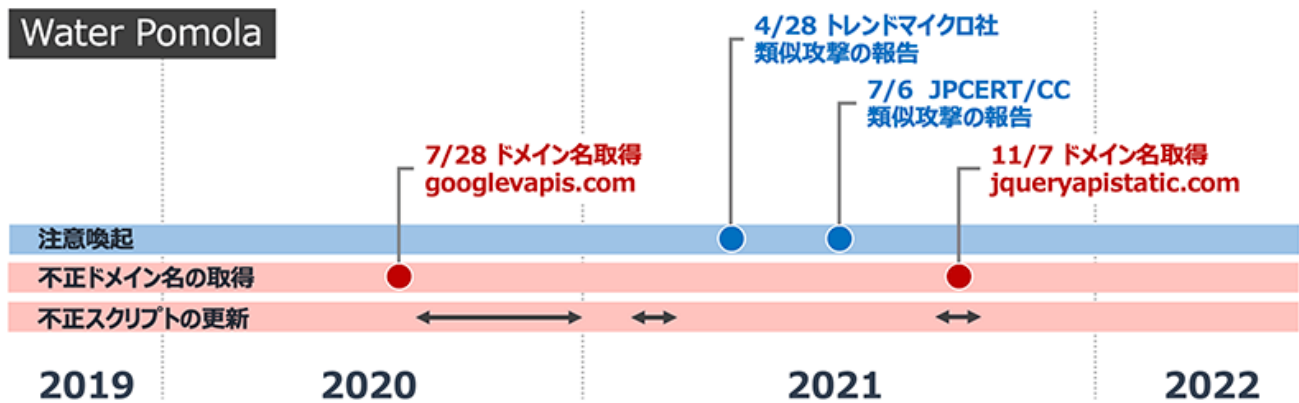 Water Pomola
4/28 トレンドマイクロ社
類似攻撃の報告
7/6 JPCERT/CC
類似攻撃の報告
7/28 ドメイン名取得
googlevapis.com
11/7 ドメイン名取得
jqueryapistatic.com
注意喚起
不正ドメイン名の取得
不正スクリプトの更新
2019
2020
2021
2022